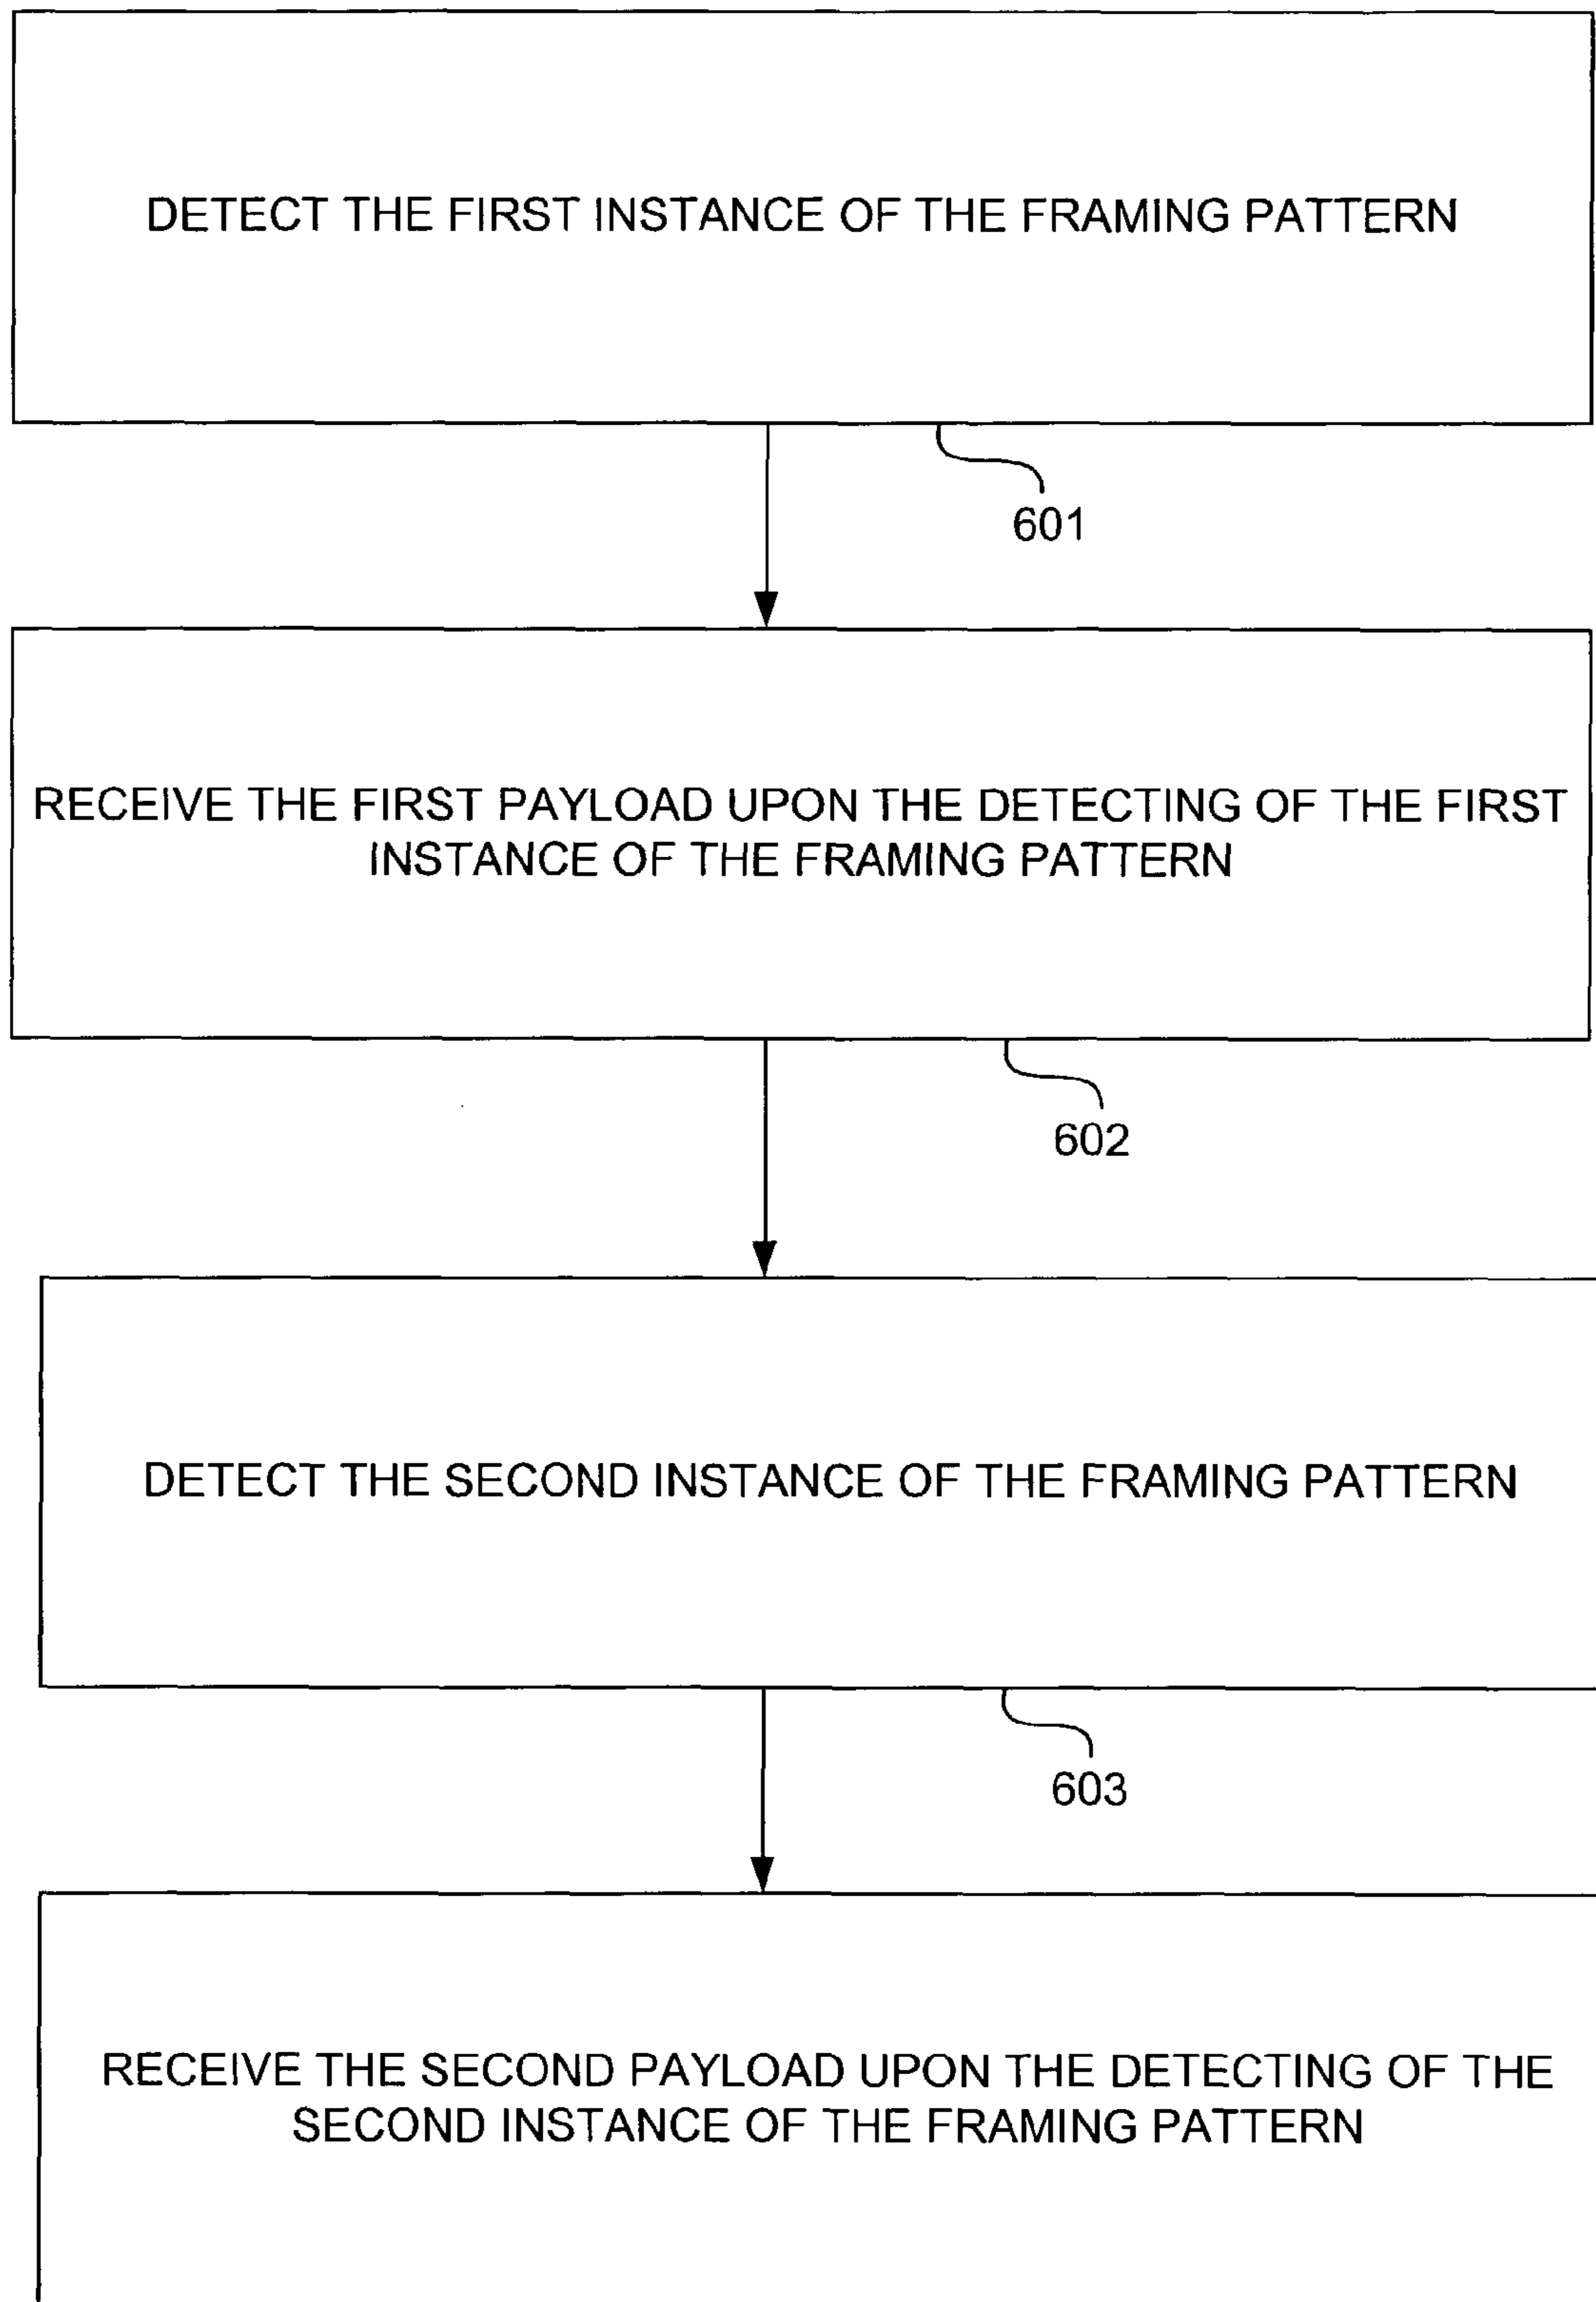 DETECT THE FIRST INSTANCE OF THE FRAMING PATTERN
601
RECEIVE THE FIRST PAYLOAD UPON THE DETECTING OF THE FIRST
INSTANCE OF THE FRAMING PATTERN
602
DETECT THE SECOND INSTANCE OF THE FRAMING PATTERN
603
RECEIVE THE SECOND PAYLOAD UPON THE DETECTING OF THE
SECOND INSTANCE OF THE FRAMING PATTERN